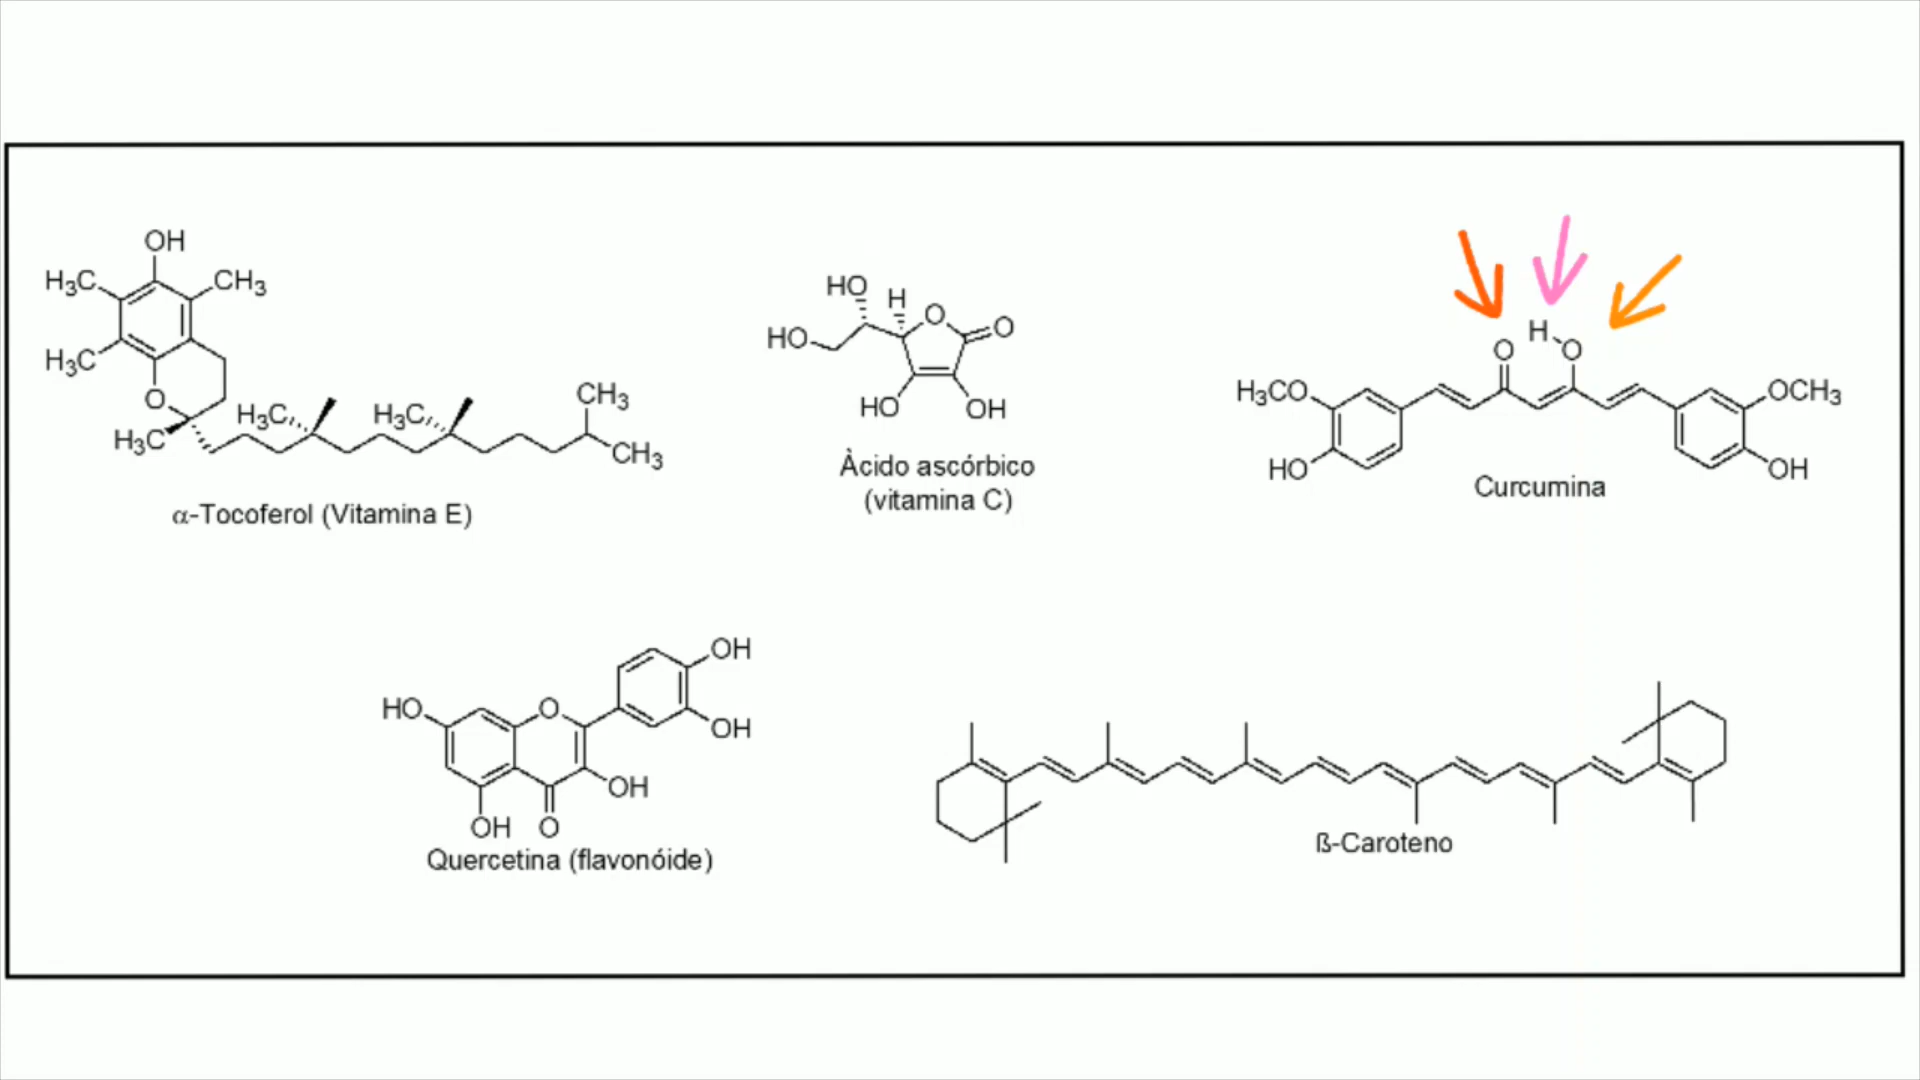 OH
H₃C
CH₃
H₃C
O
H₃C
H₃C
H₃C
CH₃
CH₃
α-Tocoferol (Vitamina E)
HO
H
O
O
HO
HO
OH
Àcido ascórbico
(vitamina C)
H
O
O
H₃CO
OCH₃
HO
OH
Curcumina
OH
HO
O
OH
OH
OH
O
Quercetina (flavonóide)
ß-Caroteno